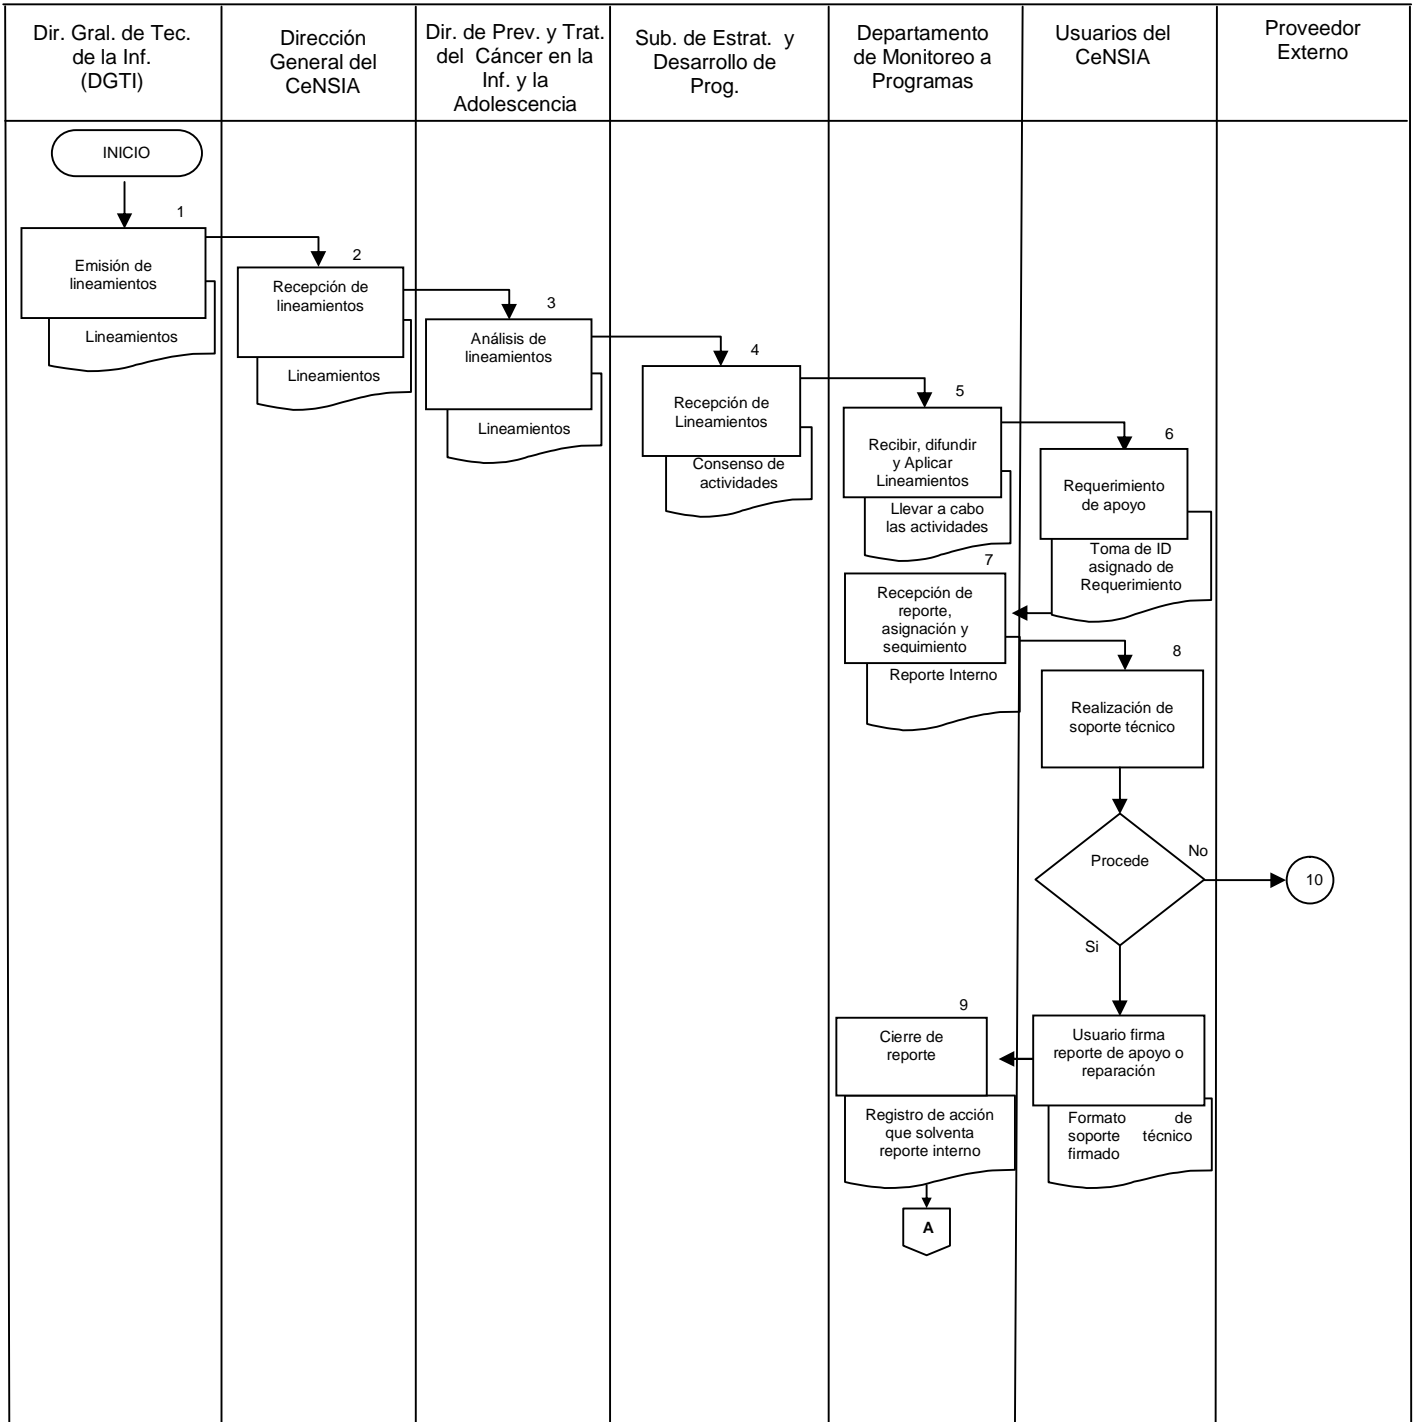 Dir. Gral. de Tec.
de la Inf.
(DGTI)
Dirección
General del
CeNSIA
Dir. de Prev. y Trat.
del Cáncer en la
Inf. y la
Adolescencia
Sub. de Estrat. y
Desarrollo de
Prog.
Departamento
de Monitoreo a
Programas
Usuarios del
CeNSIA
Proveedor
Externo
INICIO
1
Emisión de
lineamientos
Lineamientos
2
Recepción de
lineamientos
Lineamientos
3
Análisis de
lineamientos
Lineamientos
4
Recepción de
Lineamientos
Consenso de
actividades
5
Recibir, difundir
y Aplicar
Lineamientos
Llevar a cabo
las actividades
6
Requerimiento
de apoyo
Toma de ID
asignado de
Requerimiento
7
Recepción de
reporte,
asignación y
seguimiento
Reporte Interno
8
Realización de
soporte técnico
Procede
No
10
Si
Usuario firma
reporte de apoyo o
reparación
Formato de
soporte técnico
firmado
9
Cierre de
reporte
Registro de acción
que solventa
reporte interno
A